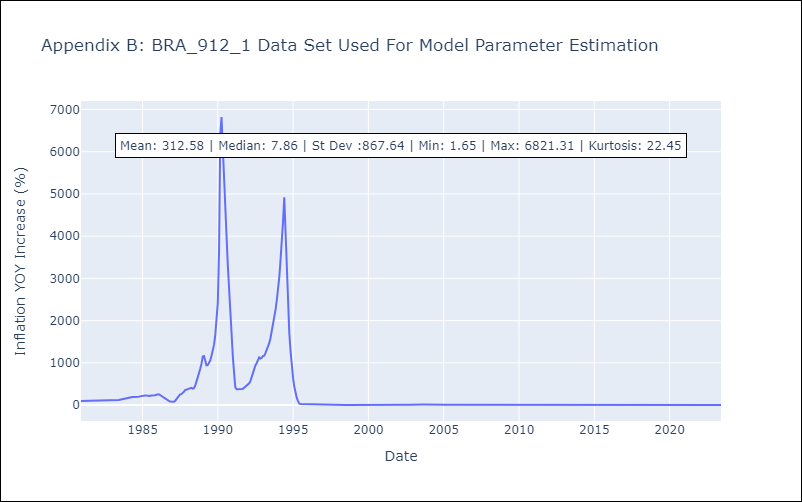 Appendix B: BRA_912_1 Data Set Used For Model Parameter Estimation
Mean: 312.58 | Median: 7.86 | St Dev :867.64 | Min: 1.65 | Max: 6821.31 | Kurtosis: 22.45
Inflation YOY Increase (%)
7000
6000
5000
4000
3000
2000
1000
0
1985 1990 1995 2000 2005 2010 2015 2020
Date